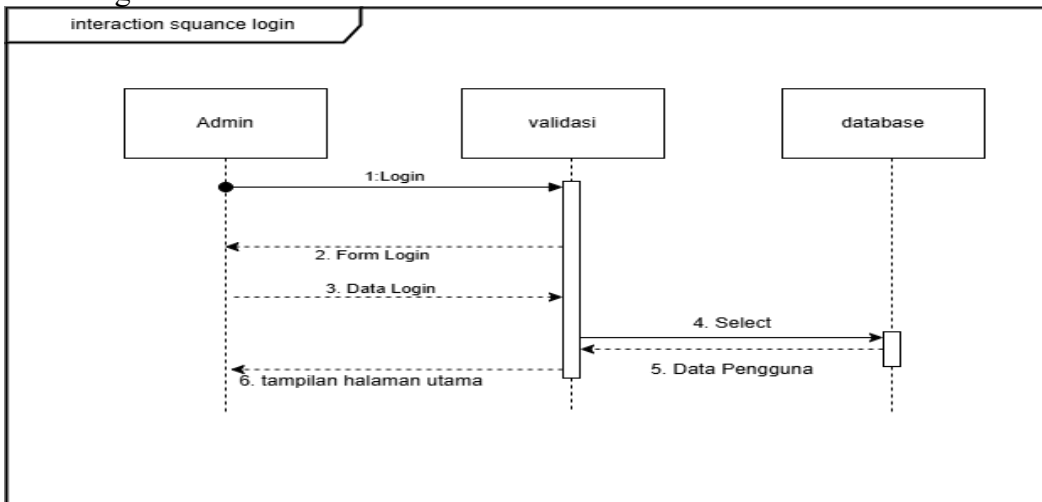 interaction squance login
Admin
validasi
database
1:Login
2. Form Login
3. Data Login
4. Select
5. Data Pengguna
6. tampilan halaman utama